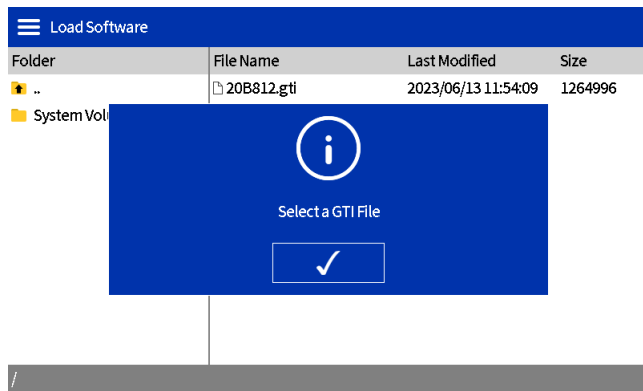 Load Software
Folder File Name Last Modified Size
.. 20B812.gti 2023/06/13 11:54:09 1264996
System Volu
Select a GTI File
/